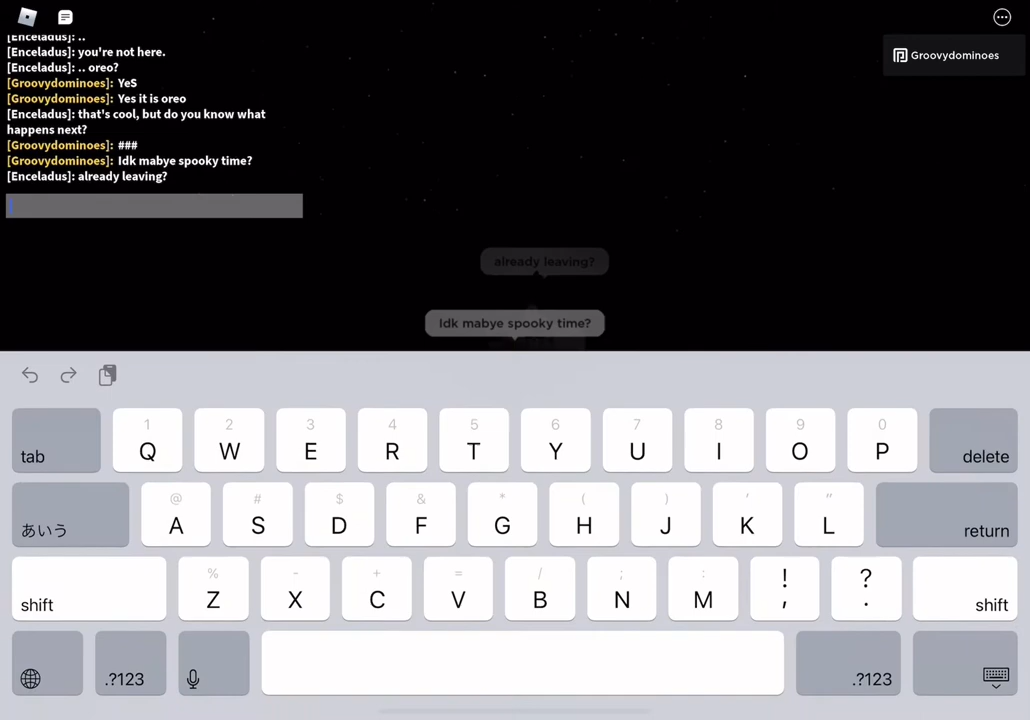 [Enceladus]: ..
[Enceladus]: you're not here.
[Enceladus]: .. oreo?
Groovydominoes
[Groovydominoes]: YeS
[Groovydominoes]: Yes it is oreo
[Enceladus]: that's cool, but do you know what
happens next?
[Groovydominoes]: ###
[Groovydominoes]: Idk mabye spooky time?
[Enceladus]: already leaving?
already leaving?
Idk mabye spooky time?
1 2 3 4 5 6 7 8 9 0
tab Q W E R T Y U I O P delete
@ # $ & * ( ) ' "
あいう A S D F G H J K L return
% - + = / ; : ! ?
shift Z X C V B N M , . shift
.?123 .?123